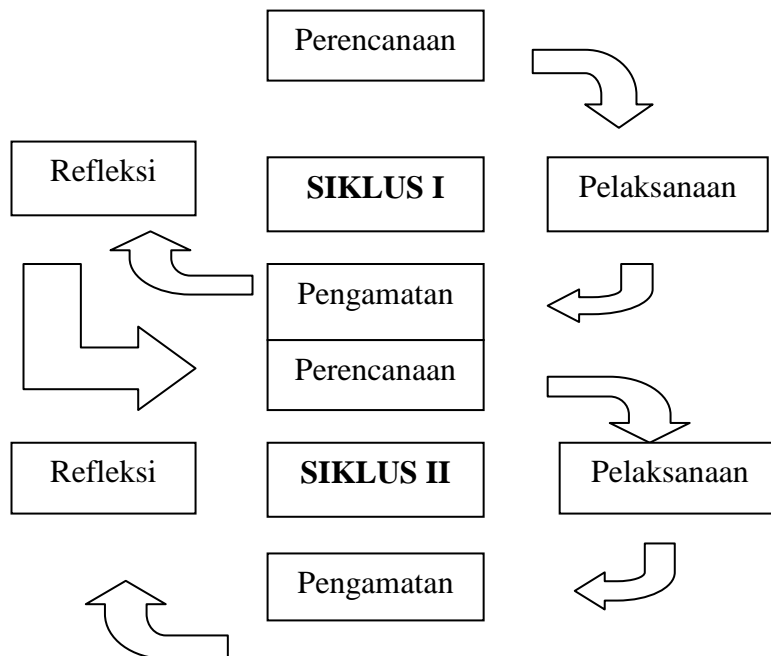 Perencanaan
Refleksi
SIKLUS I
Pelaksanaan
Pengamatan
Perencanaan
Refleksi
SIKLUS II
Pelaksanaan
Pengamatan